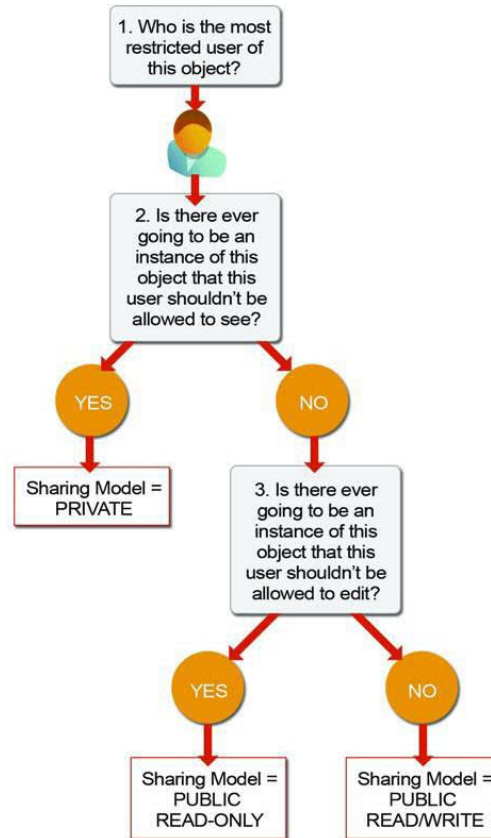 1. Who is the most
restricted user of
this object?
2. Is there ever
going to be an
instance of this
object that this
user shouldn't be
allowed to see?
YES
NO
Sharing Model =
PRIVATE
3. Is there ever
going to be an
instance of this
object that this
user shouldn't be
allowed to edit?
YES
NO
Sharing Model =
PUBLIC
READ-ONLY
Sharing Model =
PUBLIC
READ/WRITE